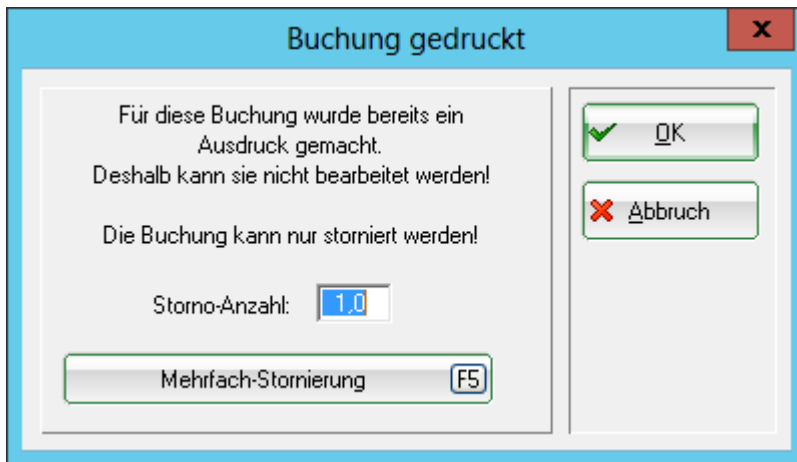 Buchung gedruckt
x
Für diese Buchung wurde bereits ein
Ausdruck gemacht.
Deshalb kann sie nicht bearbeitet werden!
Die Buchung kann nur storniert werden!
Storno-Anzahl: 1,0
Mehrfach-Stornierung F5
OK
Abbruch